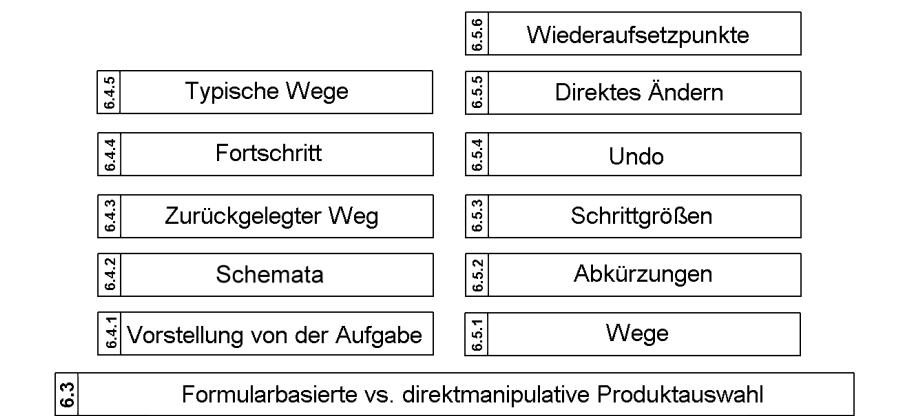 6.5.6 Wiederaufsetzpunkte
6.4.5 Typische Wege
6.5.5 Direktes Ändern
6.4.4 Fortschritt
6.5.4 Undo
6.4.3 Zurückgelegter Weg
6.5.3 Schrittgrößen
6.4.2 Schemata
6.5.2 Abkürzungen
6.4.1 Vorstellung von der Aufgabe
6.5.1 Wege
6.3 Formularbasierte vs. direktmanipulative Produktauswahl